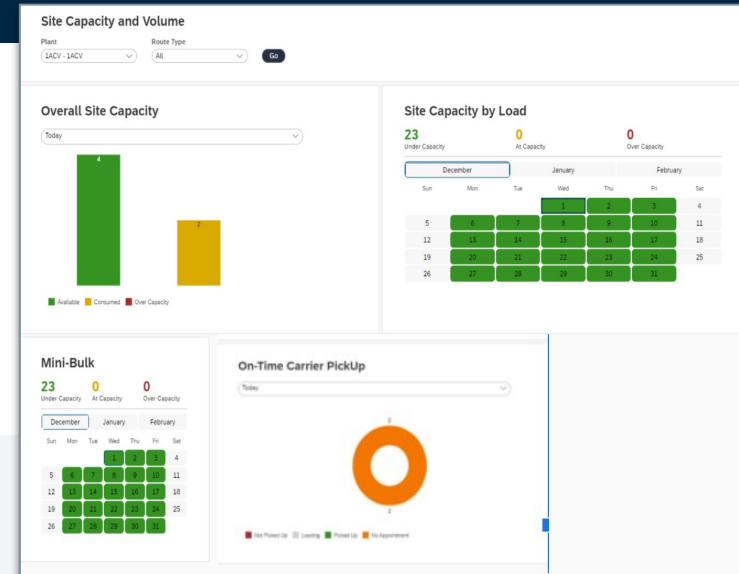 Site Capacity and Volume
Plant Route Type
1ACV - 1ACV All Go
Overall Site Capacity
Today
4
2
Available Consumed Over Capacity
Site Capacity by Load
23 0 0
Under Capacity At Capacity Over Capacity
December January February
Sun Mon Tue Wed Thu Fri Sat
1 2 3 4
5 6 7 8 9 10 11
12 13 14 15 16 17 18
19 20 21 22 23 24 25
26 27 28 29 30 31
Mini-Bulk
23 0 0
Under Capacity At Capacity Over Capacity
December January February
Sun Mon Tue Wed Thu Fri Sat
1 2 3 4
5 6 7 8 9 10 11
12 13 14 15 16 17 18
19 20 21 22 23 24 25
26 27 28 29 30 31
On-Time Carrier PickUp
Today
Not Picked Up Loading Picked Up No Appointment